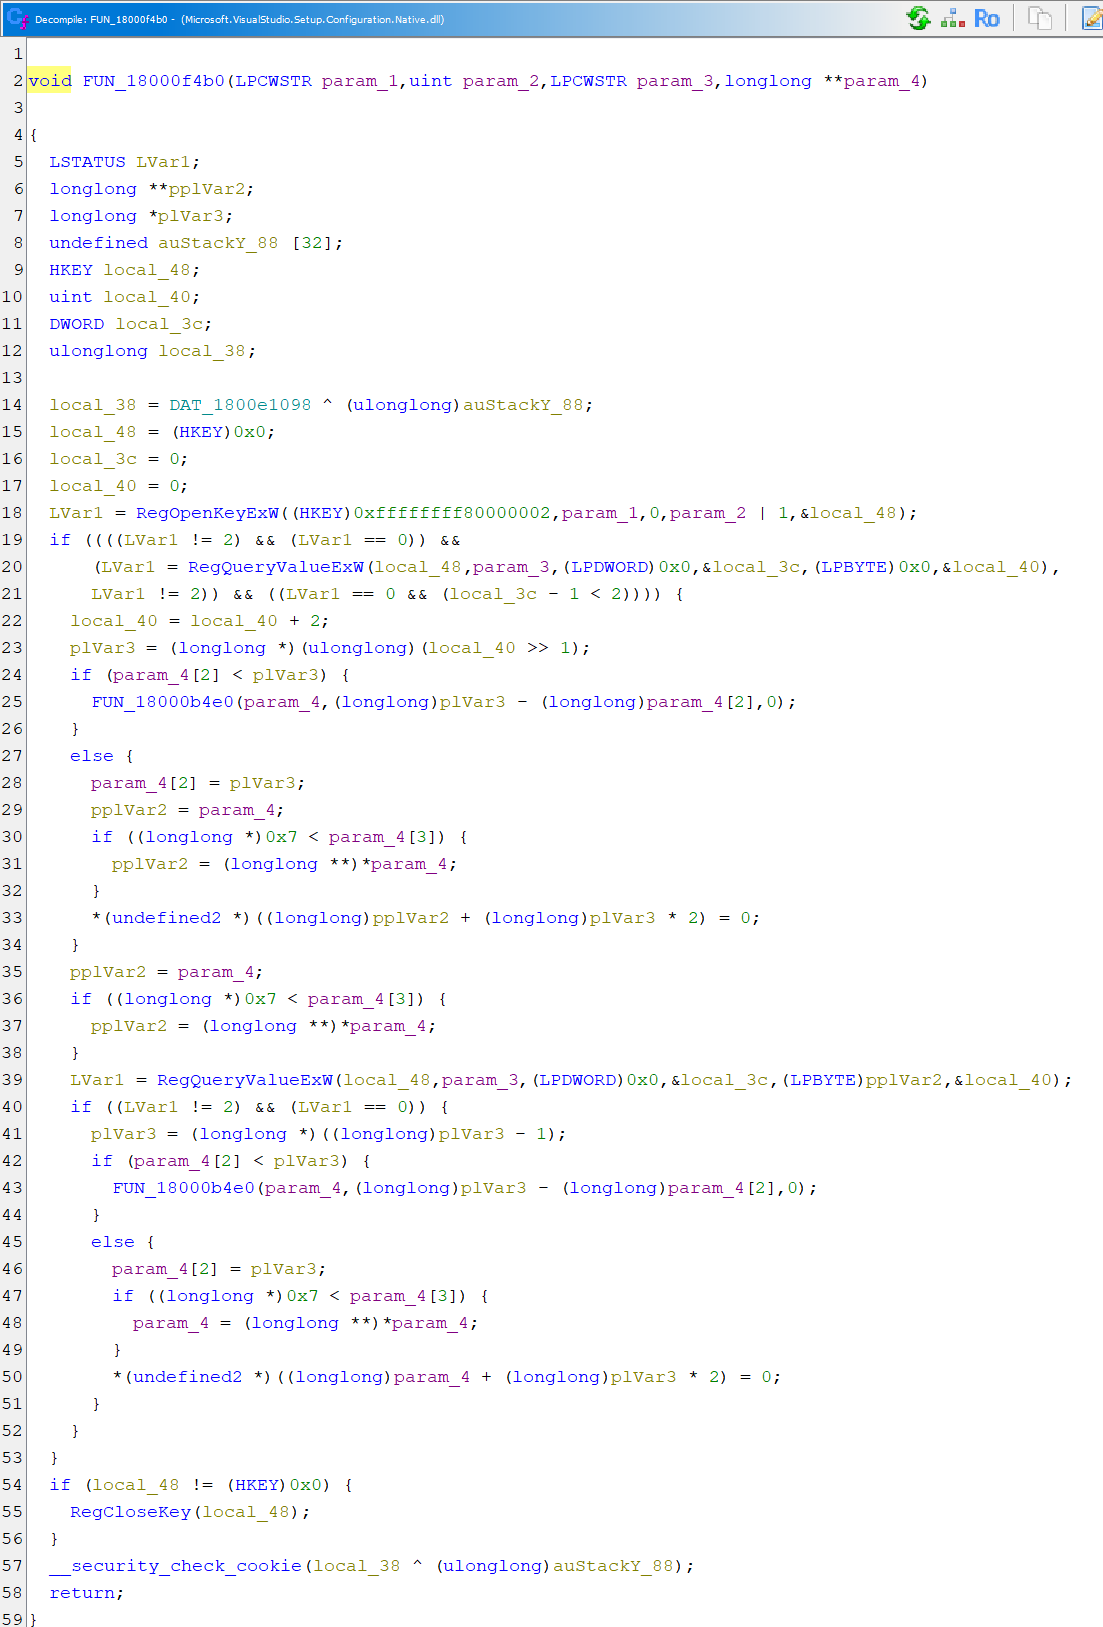 Decompile: FUN_18000f4b0 - (Microsoft.VisualStudio.Setup.Configuration.Native.dll) Ro
1
2 void FUN_18000f4b0(LPCWSTR param_1,uint param_2,LPCWSTR param_3,longlong **param_4)
3
4 {
5 LSTATUS LVar1;
6 longlong **pplVar2;
7 longlong *plVar3;
8 undefined auStackY_88 [32];
9 HKEY local_48;
10 uint local_40;
11 DWORD local_3c;
12 ulonglong local_38;
13
14 local_38 = DAT_1800e1098 ^ (ulonglong)auStackY_88;
15 local_48 = (HKEY)0x0;
16 local_3c = 0;
17 local_40 = 0;
18 LVar1 = RegOpenKeyExW((HKEY)0xffffffff80000002,param_1,0,param_2 | 1,&local_48);
19 if ((((LVar1 != 2) && (LVar1 == 0)) &&
20 (LVar1 = RegQueryValueExW(local_48,param_3,(LPDWORD)0x0,&local_3c,(LPBYTE)0x0,&local_40),
21 LVar1 != 2)) && ((LVar1 == 0 && (local_3c - 1 < 2)))) {
22 local_40 = local_40 + 2;
23 plVar3 = (longlong *)(ulonglong)(local_40 >> 1);
24 if (param_4[2] < plVar3) {
25 FUN_18000b4e0(param_4,(longlong)plVar3 - (longlong)param_4[2],0);
26 }
27 else {
28 param_4[2] = plVar3;
29 pplVar2 = param_4;
30 if ((longlong *)0x7 < param_4[3]) {
31 pplVar2 = (longlong **)*param_4;
32 }
33 *(undefined2 *)((longlong)pplVar2 + (longlong)plVar3 * 2) = 0;
34 }
35 pplVar2 = param_4;
36 if ((longlong *)0x7 < param_4[3]) {
37 pplVar2 = (longlong **)*param_4;
38 }
39 LVar1 = RegQueryValueExW(local_48,param_3,(LPDWORD)0x0,&local_3c,(LPBYTE)pplVar2,&local_40);
40 if ((LVar1 != 2) && (LVar1 == 0)) {
41 plVar3 = (longlong *)((longlong)plVar3 - 1);
42 if (param_4[2] < plVar3) {
43 FUN_18000b4e0(param_4,(longlong)plVar3 - (longlong)param_4[2],0);
44 }
45 else {
46 param_4[2] = plVar3;
47 if ((longlong *)0x7 < param_4[3]) {
48 param_4 = (longlong **)*param_4;
49 }
50 *(undefined2 *)((longlong)param_4 + (longlong)plVar3 * 2) = 0;
51 }
52 }
53 }
54 if (local_48 != (HKEY)0x0) {
55 RegCloseKey(local_48);
56 }
57 __security_check_cookie(local_38 ^ (ulonglong)auStackY_88);
58 return;
59 }